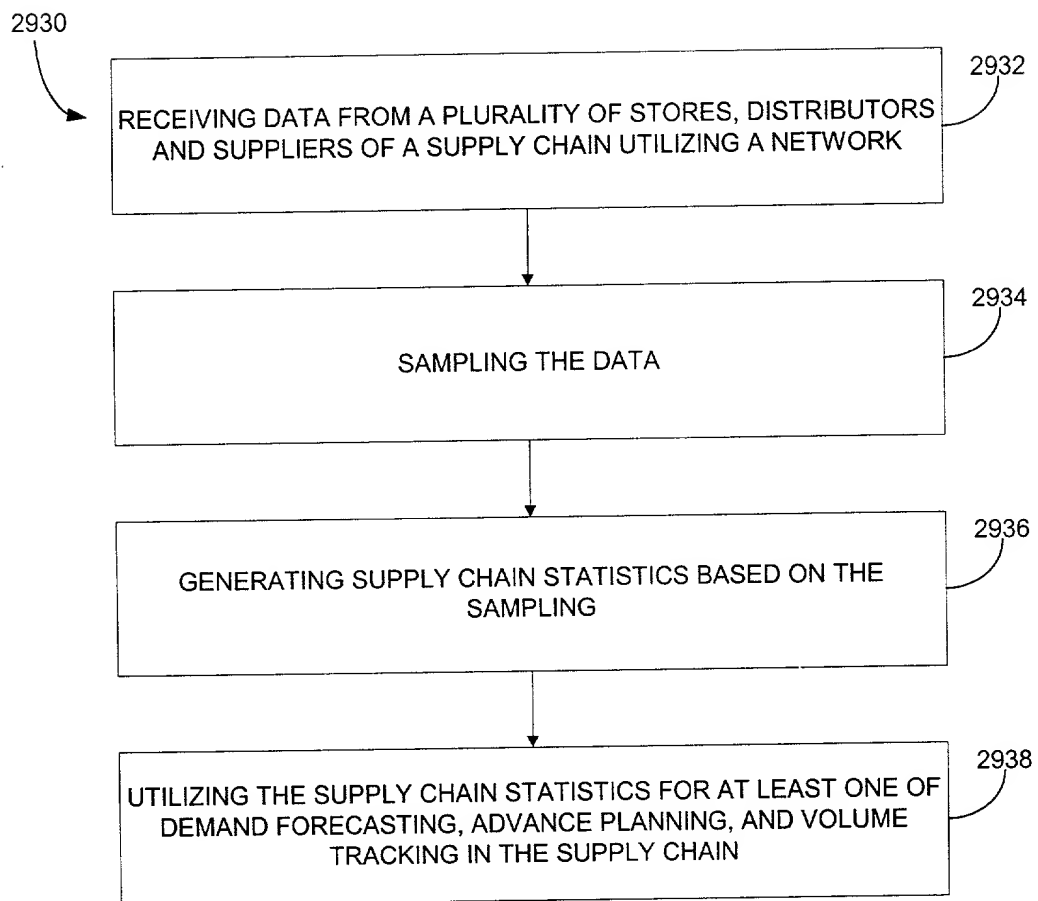 2930
2932
RECEIVING DATA FROM A PLURALITY OF STORES, DISTRIBUTORS
AND SUPPLIERS OF A SUPPLY CHAIN UTILIZING A NETWORK
2934
SAMPLING THE DATA
2936
GENERATING SUPPLY CHAIN STATISTICS BASED ON THE
SAMPLING
2938
UTILIZING THE SUPPLY CHAIN STATISTICS FOR AT LEAST ONE OF
DEMAND FORECASTING, ADVANCE PLANNING, AND VOLUME
TRACKING IN THE SUPPLY CHAIN